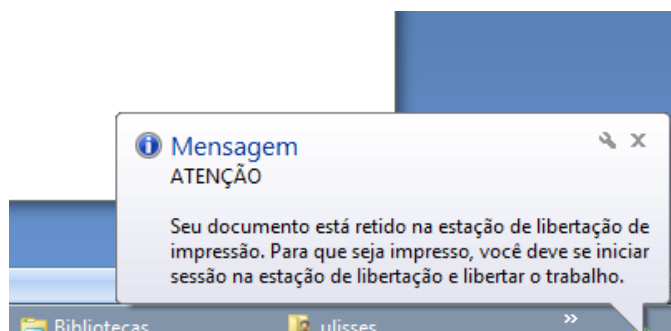 Mensagem
ATENÇÃO
Seu documento está retido na estação de libertação de
impressão. Para que seja impresso, você deve se iniciar
sessão na estação de libertação e libertar o trabalho.
Bibliotecas
ulisses
»